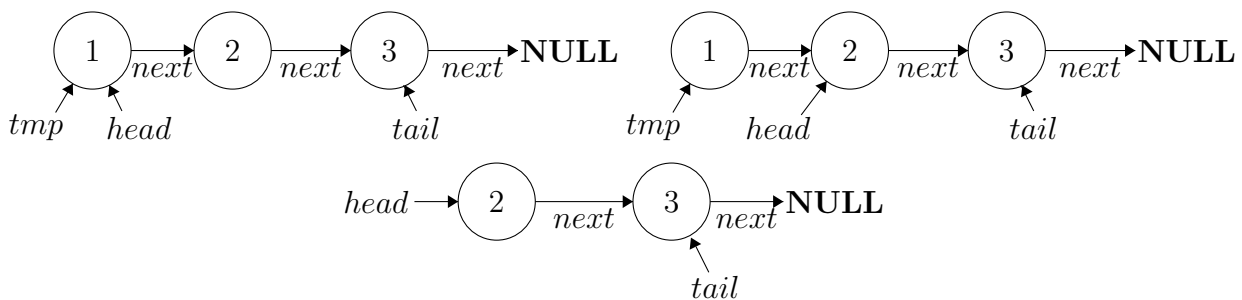 1 2 3 NULL 1 2 3 NULL
next next next next next next
tmp head tail tmp head tail
head 2 3 NULL
next next
tail